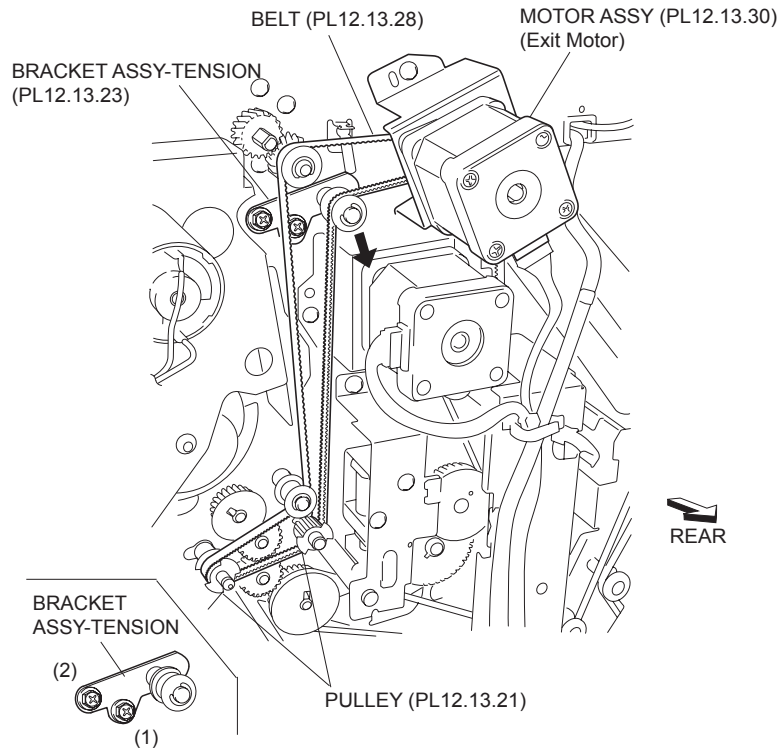 BELT (PL12.13.28)
MOTOR ASSY (PL12.13.30)
(Exit Motor)
BRACKET ASSY-TENSION
(PL12.13.23)
REAR
BRACKET
ASSY-TENSION
(2)
(1)
PULLEY (PL12.13.21)